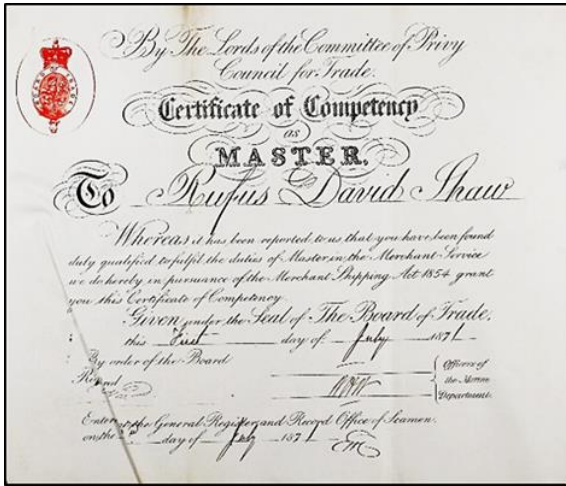 BOARD OF TRADE
By The Lords of the Committee of Privy
Council for Trade.
Certificate of Competency
as
MASTER,
To Rufus David Shaw
Whereas it has been reported to us that you have been found
duly qualified to fulfil the duties of Master in the Merchant Service
we do hereby in pursuance of the Merchant Shipping Act 1854 grant
you this Certificate of Competency.
Given under the Seal of The Board of Trade,
this First day of July 1871
By order of the Board
Officers of
the Marine
Department.
Entered at the General Register and Record Office of Seamen.
on the day of July 1871